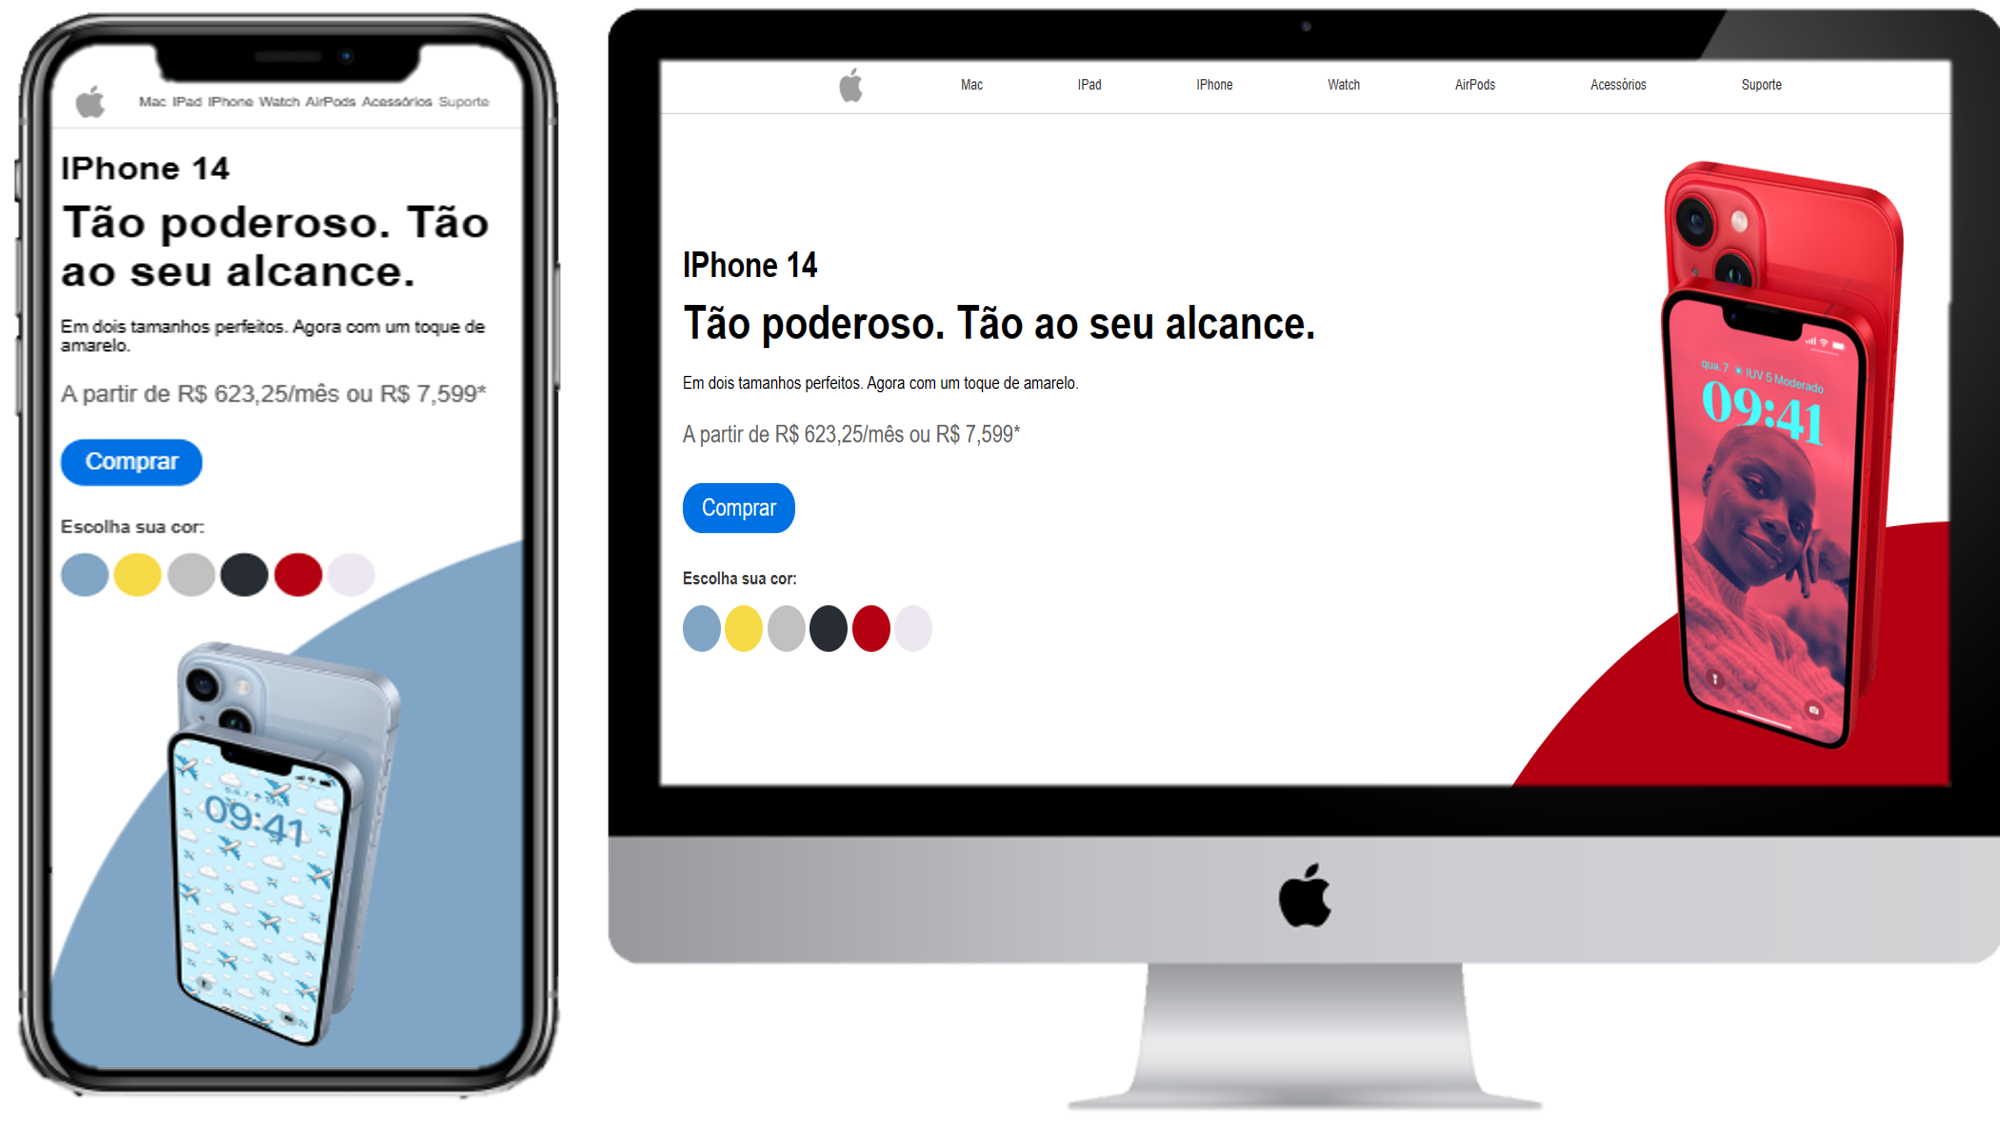 Mac IPad IPhone Watch AirPods Acessórios Suporte
IPhone 14
Tão poderoso. Tão
ao seu alcance.
Em dois tamanhos perfeitos. Agora com um toque de
amarelo.
A partir de R$ 623,25/mês ou R$ 7,599*
Comprar
Escolha sua cor:
09:41
Mac IPad IPhone Watch AirPods Acessórios Suporte
IPhone 14
Tão poderoso. Tão ao seu alcance.
Em dois tamanhos perfeitos. Agora com um toque de amarelo.
A partir de R$ 623,25/mês ou R$ 7,599*
Comprar
Escolha sua cor:
qua. 7 IUV 5 Moderado
09:41